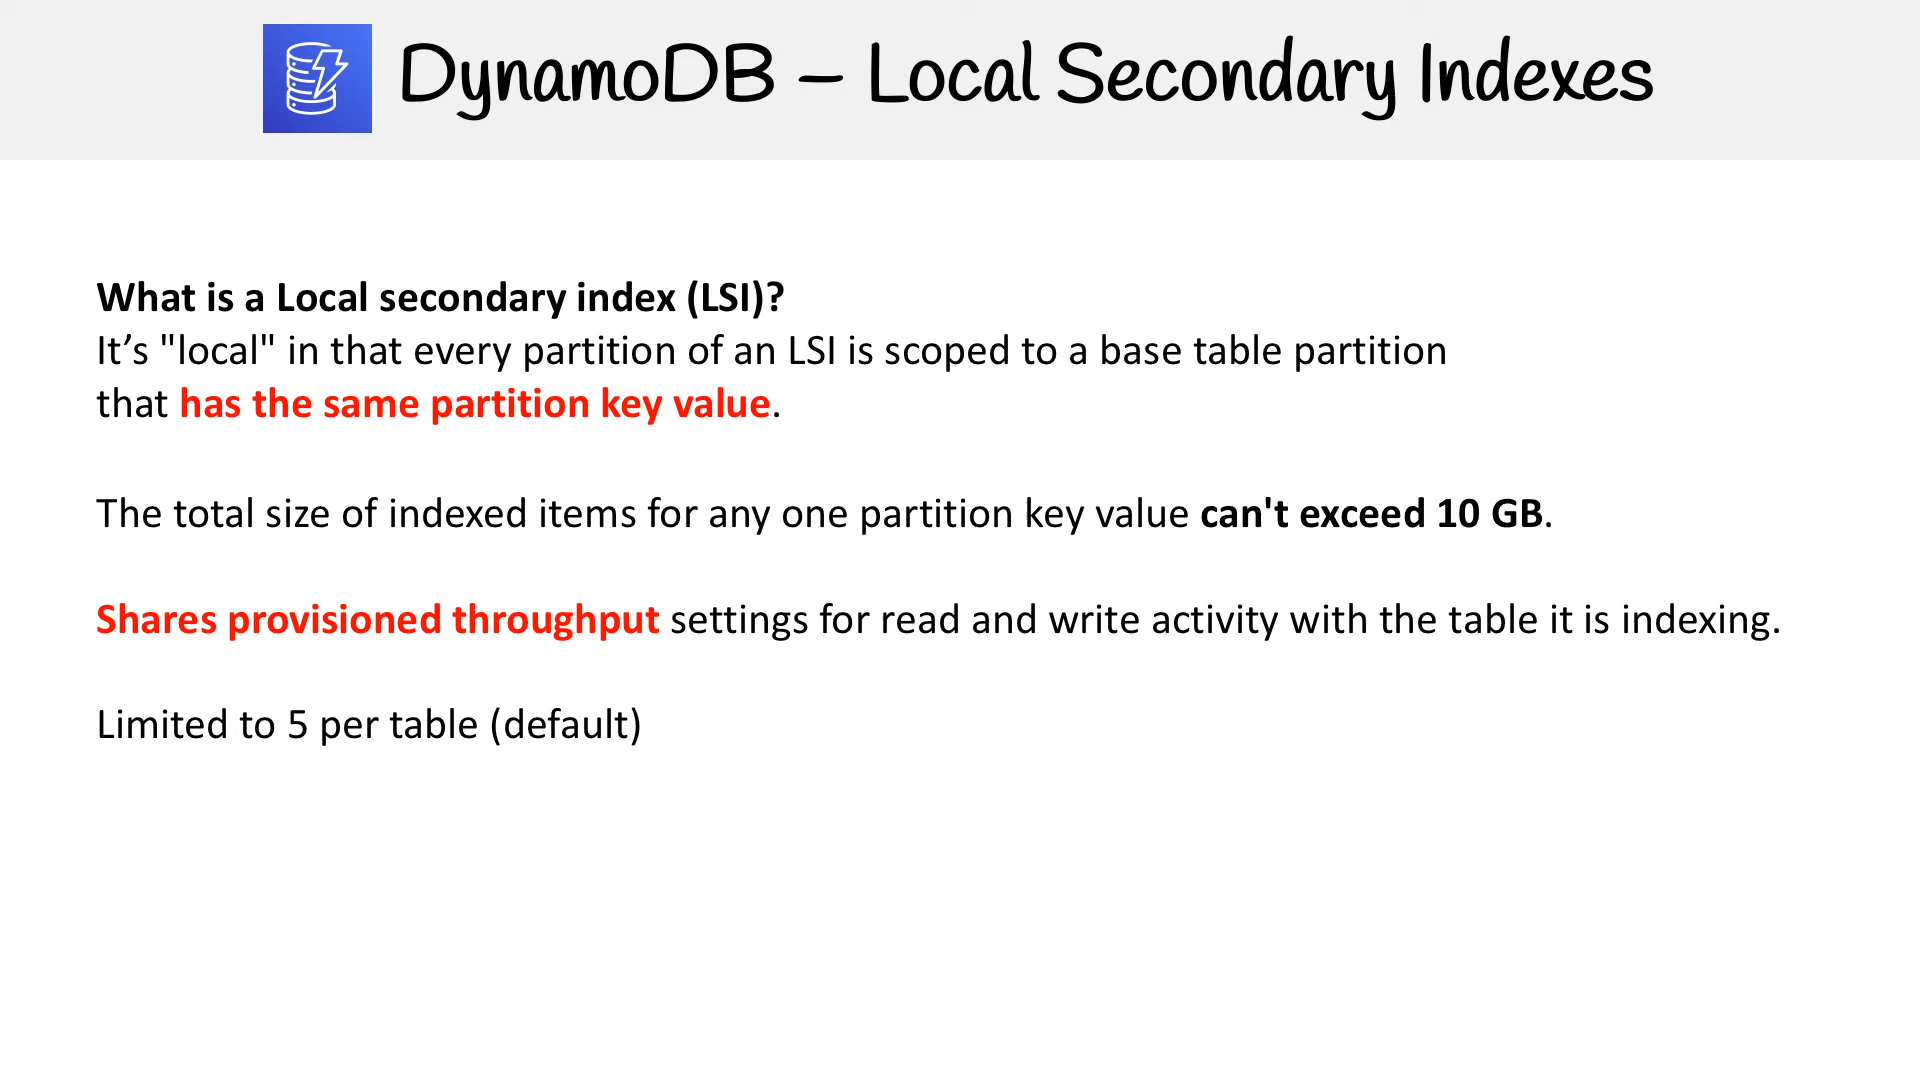 DynamoDB – Local Secondary Indexes
What is a Local secondary index (LSI)?
It’s "local" in that every partition of an LSI is scoped to a base table partition
that has the same partition key value.
The total size of indexed items for any one partition key value can't exceed 10 GB.
Shares provisioned throughput settings for read and write activity with the table it is indexing.
Limited to 5 per table (default)